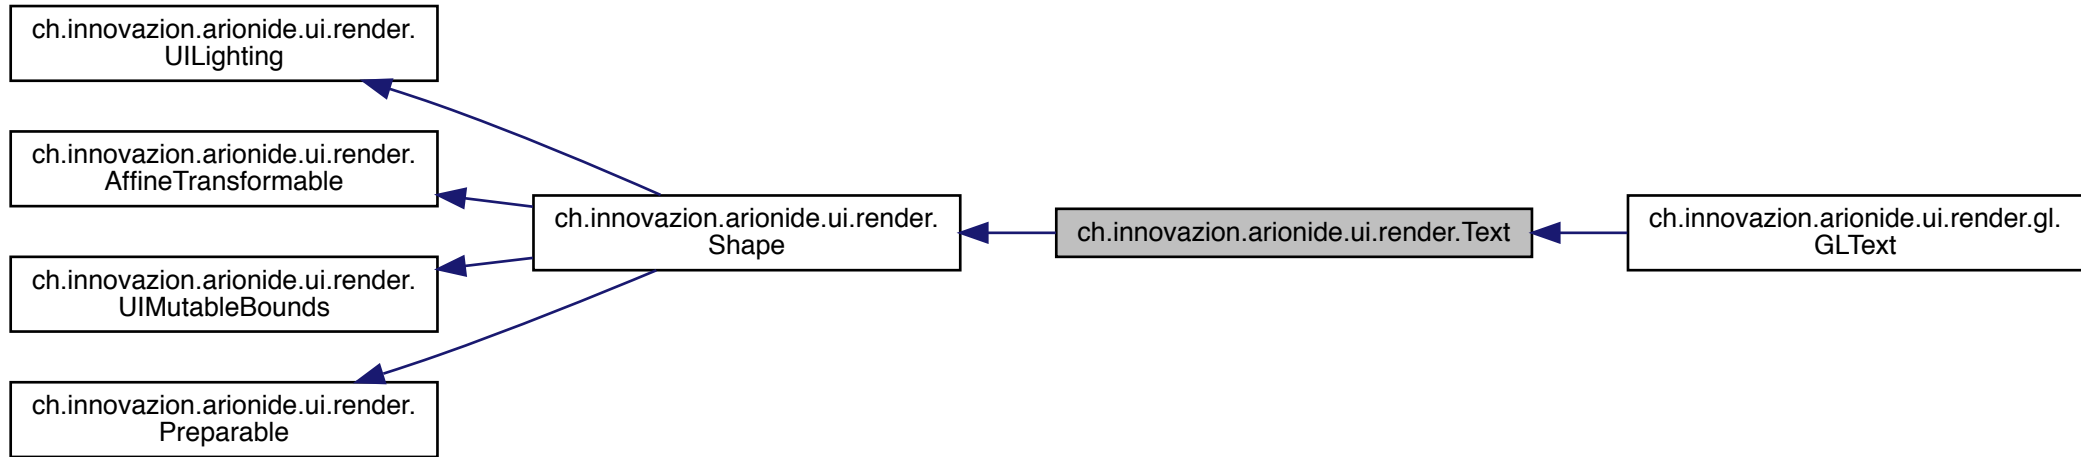 ch.innovazion.arionide.ui.render.
UILighting
ch.innovazion.arionide.ui.render.
AffineTransformable
ch.innovazion.arionide.ui.render.
UIMutableBounds
ch.innovazion.arionide.ui.render.
Preparable
ch.innovazion.arionide.ui.render.
Shape
ch.innovazion.arionide.ui.render.Text
ch.innovazion.arionide.ui.render.gl.
GLText